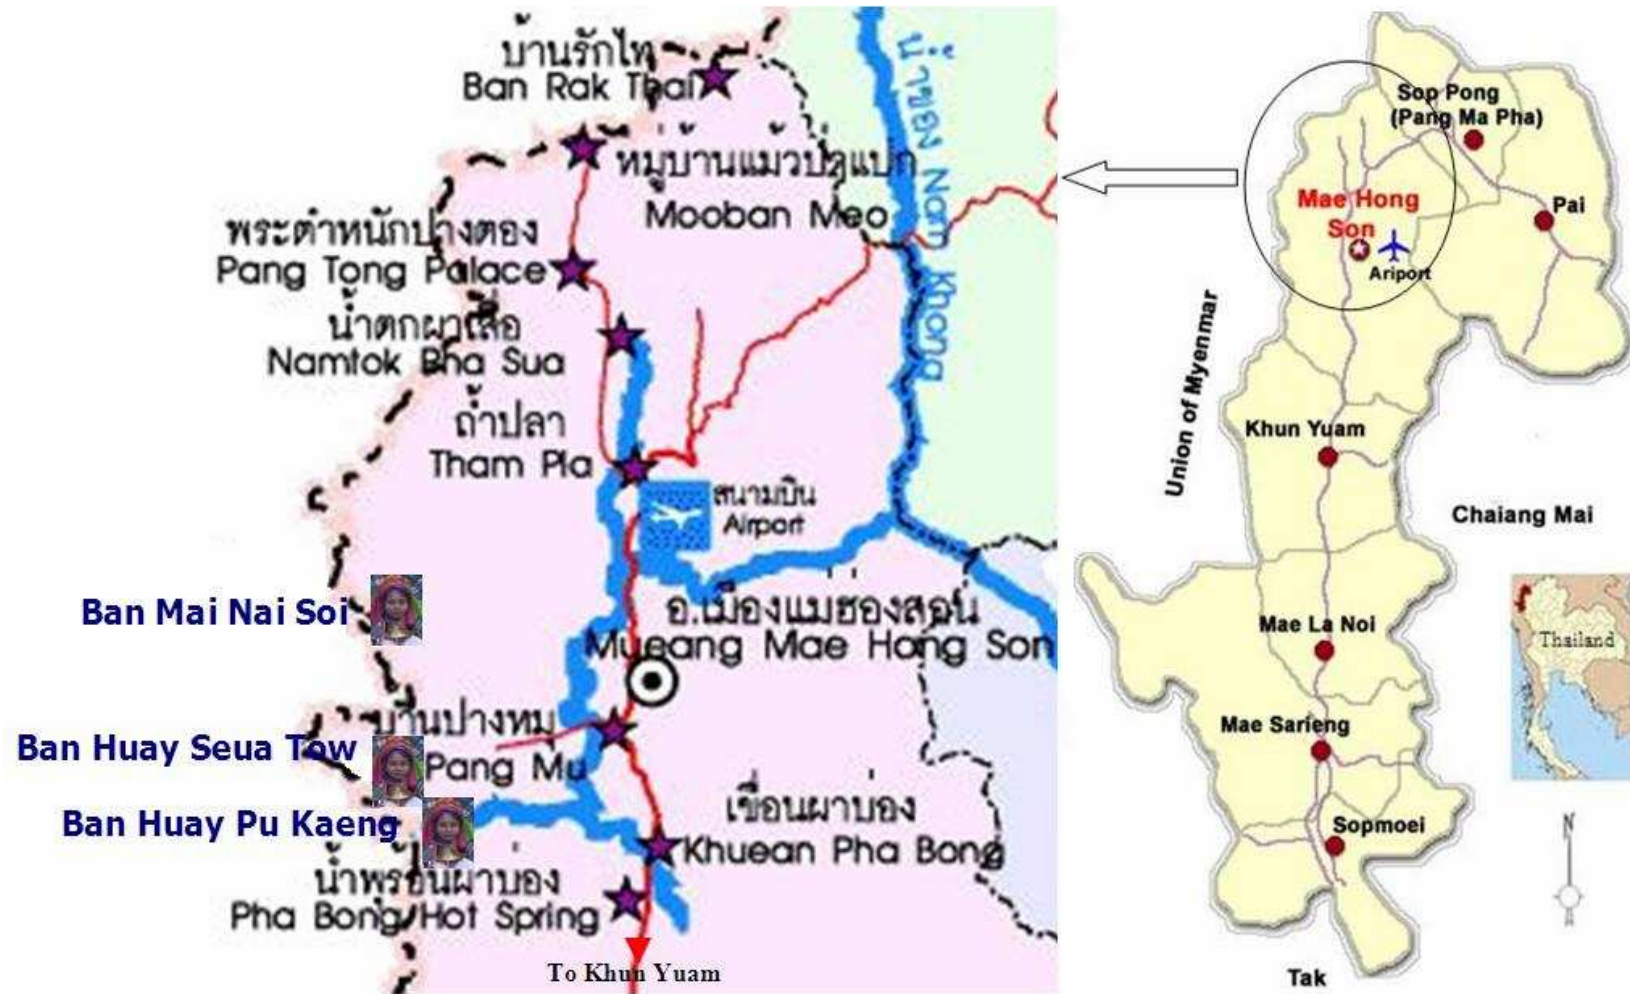 บ้านรักไท
Ban Rak Thai
หมู่บ้านแม้วปางแปก
Mooban Meo
น้ำของ Nam Khong
พระตำหนักปางตอง
Pang Tong Palace
น้ำตกผาเสื่อ
Namtok Pha Sua
ถ้ำปลา
Tham Pla
สนามบิน
Airport
Ban Mai Nai Soi
อ.เมืองแม่ฮ่องสอน
Mueang Mae Hong Son
บ้านปางหมู
Pang Mu
Ban Huay Seua Tow
เขื่อนผาบ่อง
Khuean Pha Bong
Ban Huay Pu Kaeng
น้ำพุร้อนผาบ่อง
Pha Bong Hot Spring
To Khun Yuam
Sop Pong
(Pang Ma Pha)
Mae Hong
Son
Pai
Ariport
Union of Myenmar
Khun Yuam
Chaiang Mai
Mae La Noi
Thailand
Mae Sarieng
Sopmoei
N
Tak